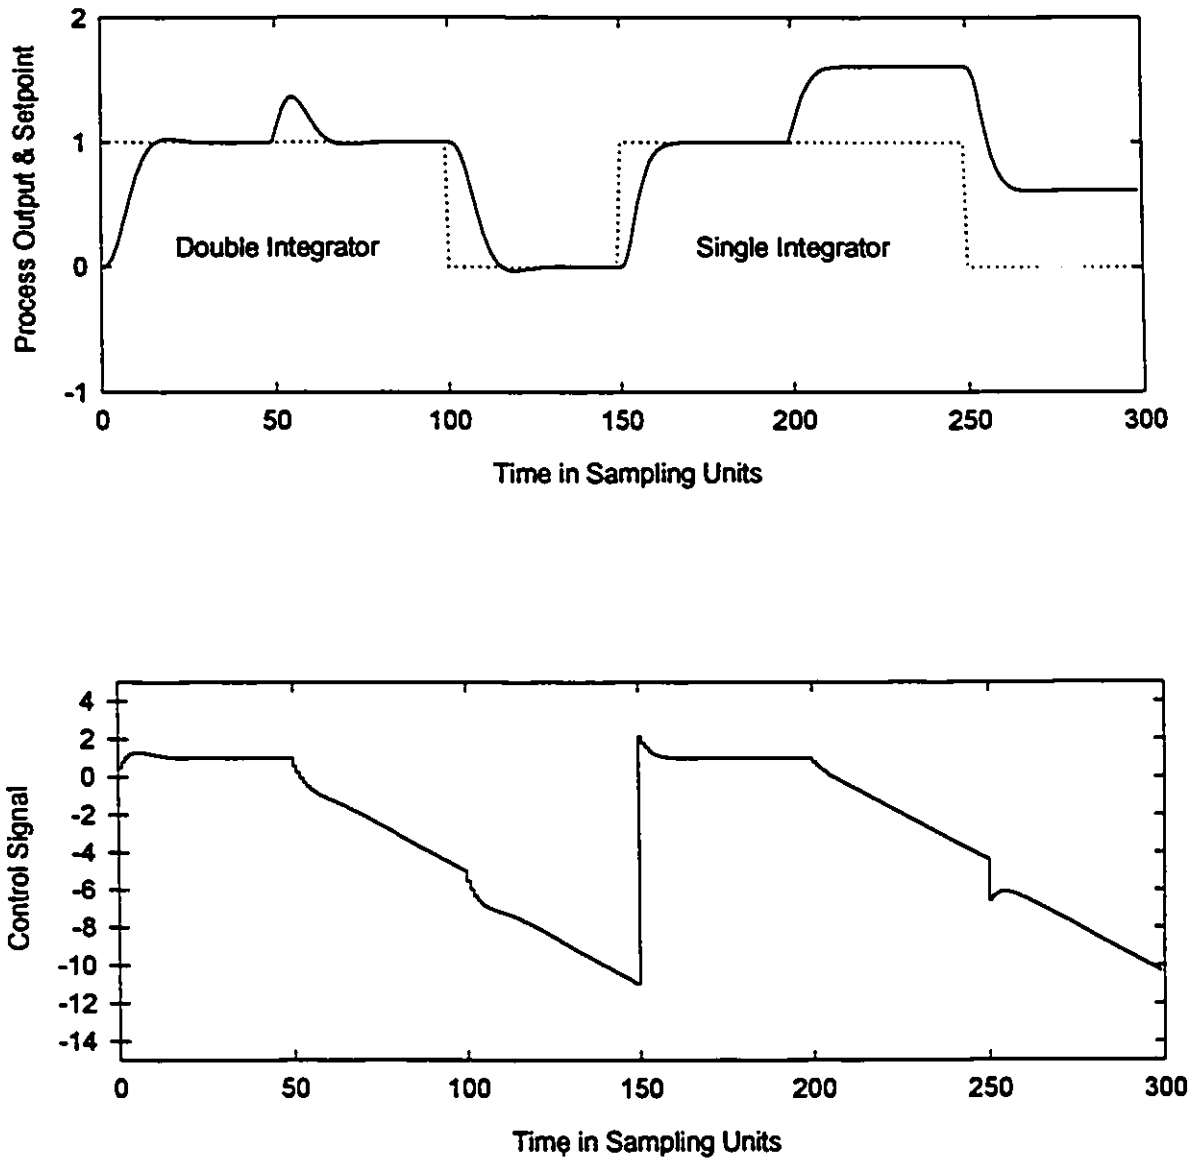 Process Output & Setpoint
2
1
0
-1
Double Integrator
Single Integrator
0 50 100 150 200 250 300
Time in Sampling Units
Control Signal
4
2
0
-2
-4
-6
-8
-10
-12
-14
0 50 100 150 200 250 300
Time in Sampling Units